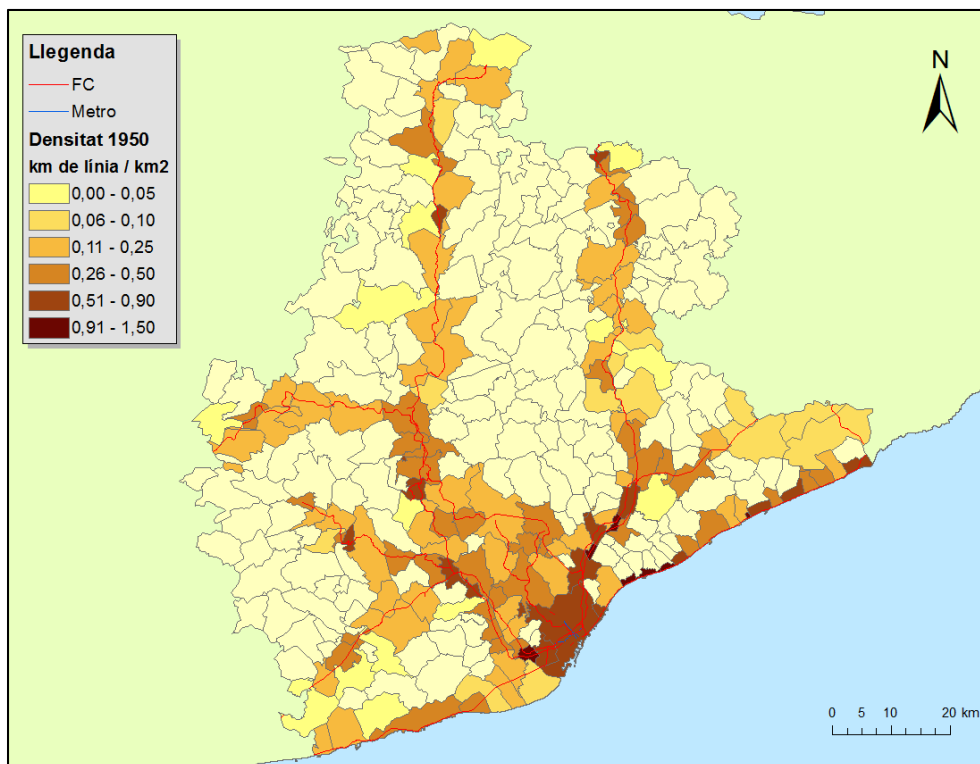 Llegenda
FC
Metro
Densitat 1950
km de línia / km2
0,00 - 0,05
0,06 - 0,10
0,11 - 0,25
0,26 - 0,50
0,51 - 0,90
0,91 - 1,50
N
0 5 10 20 km